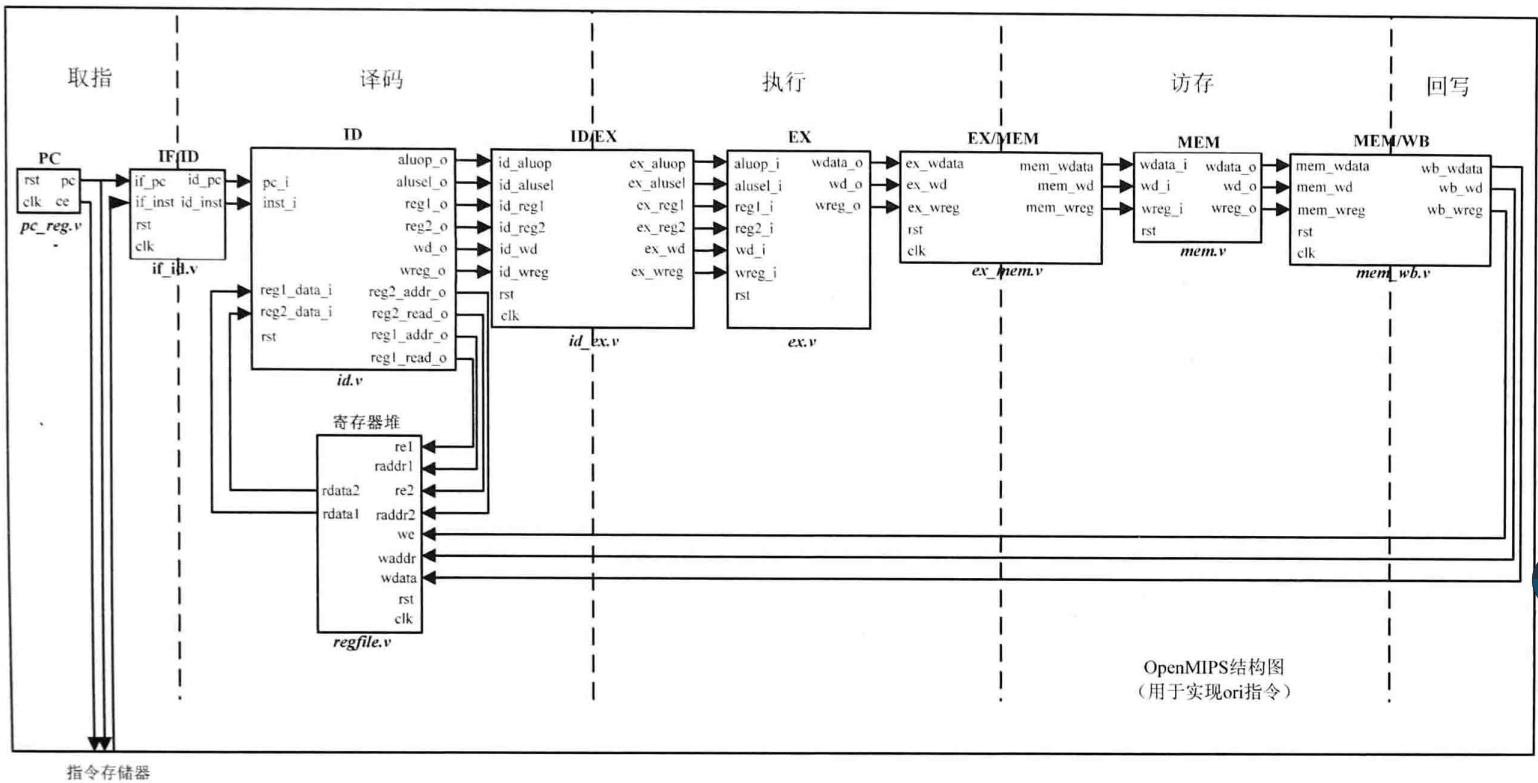 取指
译码
执行
访存
回写
PC
rst pc
clk ce
pc_reg.v
IF/ID
if_pc id_pc
if_inst id_inst
rst
clk
if_id.v
ID
aluop_o
alusel_o
pc_i
inst_i
reg1_o
reg2_o
wd_o
wreg_o
reg1_data_i reg2_addr_o
reg2_data_i reg2_read_o
rst reg1_addr_o
reg1_read_o
id.v
ID/EX
id_aluop ex_aluop
id_alusel ex_alusel
id_reg1 ex_reg1
id_reg2 ex_reg2
id_wd ex_wd
id_wreg ex_wreg
rst
clk
id_ex.v
EX
aluop_i wdata_o
alusel_i wd_o
reg1_i wreg_o
reg2_i
wd_i
wreg_i
rst
ex.v
EX/MEM
ex_wdata mem_wdata
ex_wd mem_wd
ex_wreg mem_wreg
rst
clk
ex_mem.v
MEM
wdata_i wdata_o
wd_i wd_o
wreg_i wreg_o
rst
mem.v
MEM/WB
mem_wdata wb_wdata
mem_wd wb_wd
mem_wreg wb_wreg
rst
clk
mem_wb.v
寄存器堆
re1
raddr1
rdata2 re2
rdata1 raddr2
we
waddr
wdata
rst
clk
regfile.v
OpenMIPS结构图
（用于实现ori指令）
指令存储器